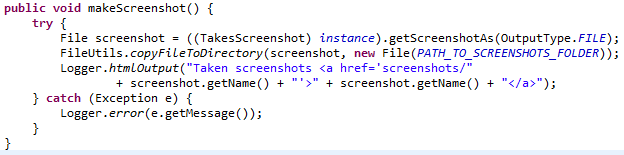 public void makeScreenshot() {
    try {
        File screenshot = ((TakesScreenshot) instance).getScreenshotAs(OutputType.FILE);
        FileUtils.copyFileToDirectory(screenshot, new File(PATH_TO_SCREENSHOTS_FOLDER));
        Logger.htmlOutput("Taken screenshots <a href='screenshots/"
                + screenshot.getName() + "'>" + screenshot.getName() + "</a>");
    } catch (Exception e) {
        Logger.error(e.getMessage());
    }
}